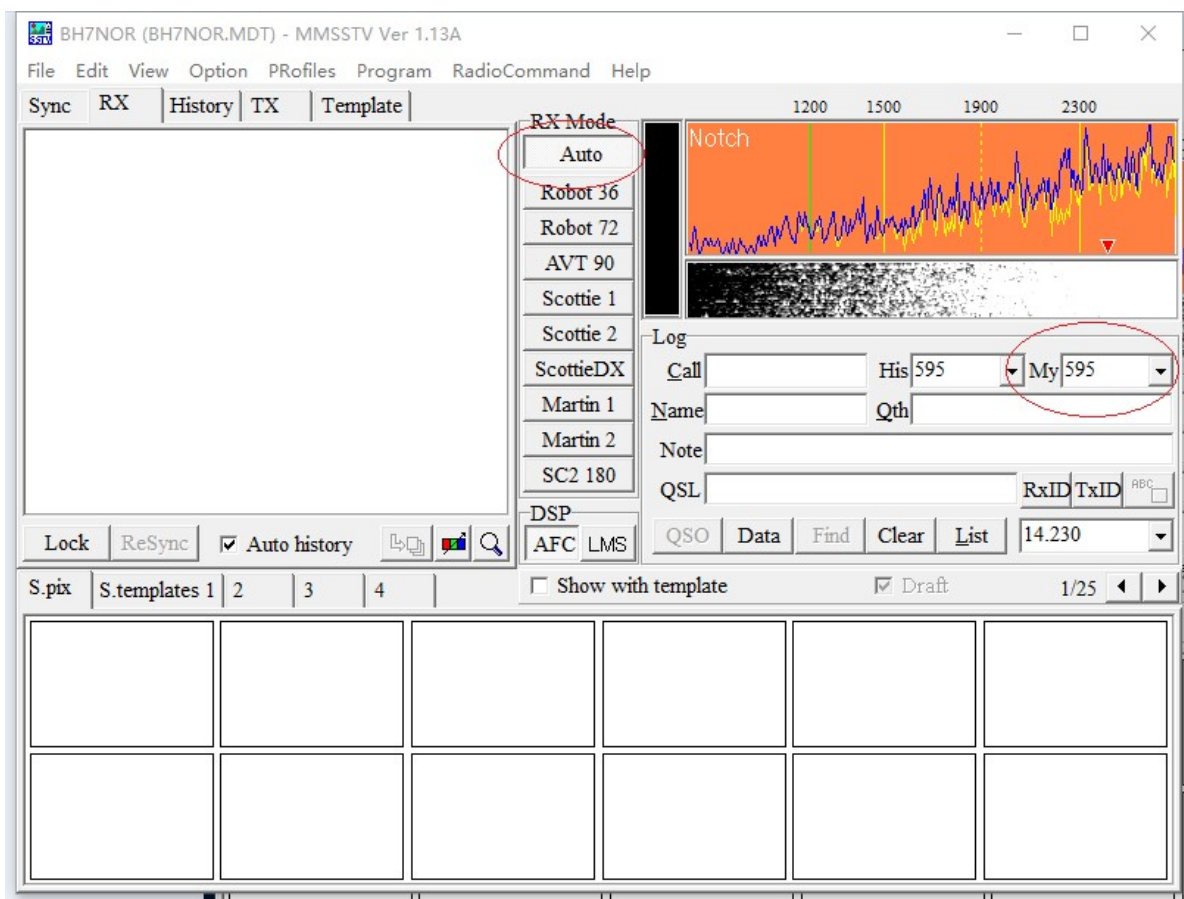 BH7NOR (BH7NOR.MDT) - MMSSTV Ver 1.13A
File Edit View Option PRofiles Program RadioCommand Help
Sync RX History TX Template
RX Mode
Auto
Robot 36
Robot 72
AVT 90
Scottie 1
Scottie 2
ScottieDX
Martin 1
Martin 2
SC2 180
DSP
AFC LMS
1200 1500 1900 2300
Notch
Log
Call His 595 My 595
Name Qth
Note
QSL RxID TxID ABC
QSO Data Find Clear List 14.230
Lock ReSync Auto history
S.pix S.templates 1 2 3 4
Show with template Draft 1/25
SSTV